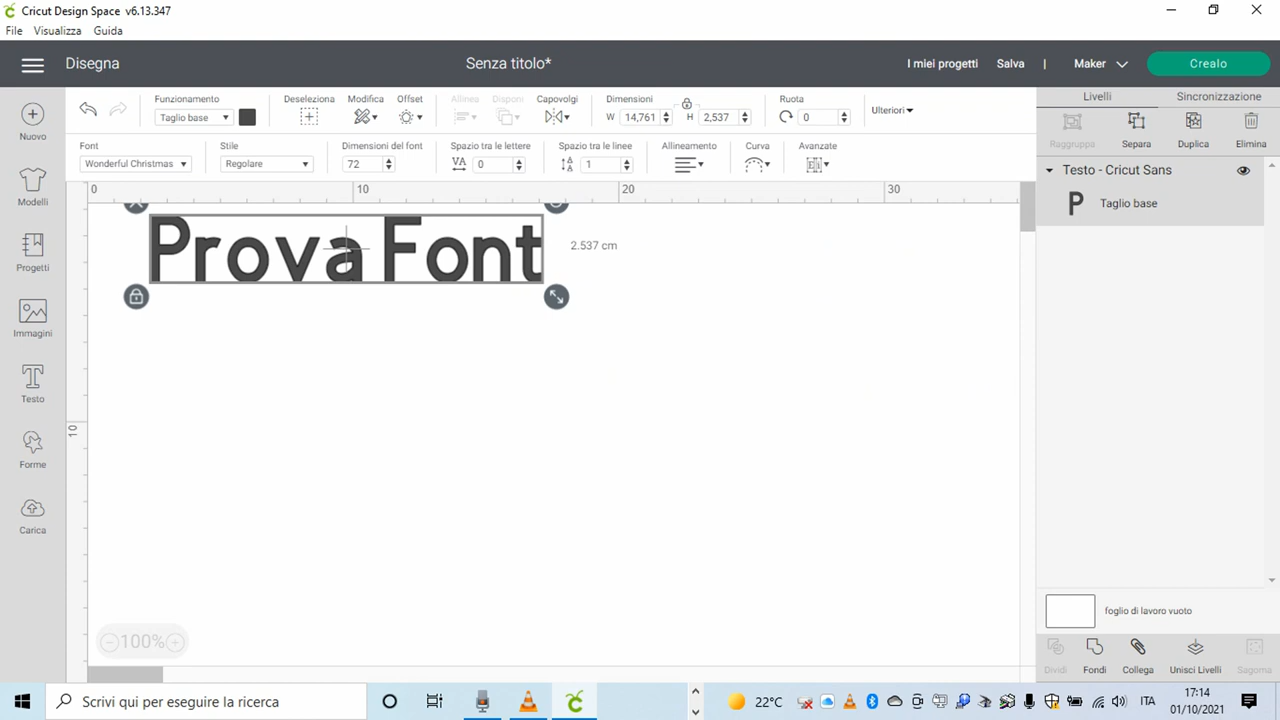 Cricut Design Space v6.13.347
File Visualizza Guida
Disegna Senza titolo* I miei progetti Salva | Maker Crealo
Funzionamento Deseleziona Modifica Offset Allinea Disponi Capovolgi Dimensioni Ruota Ulteriori
Taglio base W 14,761 H 2,537 0
Font Stile Dimensioni del font Spazio tra le lettere Spazio tra le linee Allineamento Curva Avanzate
Wonderful Christmas Regolare 72 VA 0 1
0 10 20 30
Nuovo
Modelli
Progetti
Immagini
Testo
Forme
Carica
Prova Font
2.537 cm
10
100%
Livelli Sincronizzazione
Raggruppa Separa Duplica Elimina
Testo - Cricut Sans
P Taglio base
foglio di lavoro vuoto
Dividi Fondi Collega Unisci Livelli Sagoma
Scrivi qui per eseguire la ricerca
22°C ITA 17:14
01/10/2021